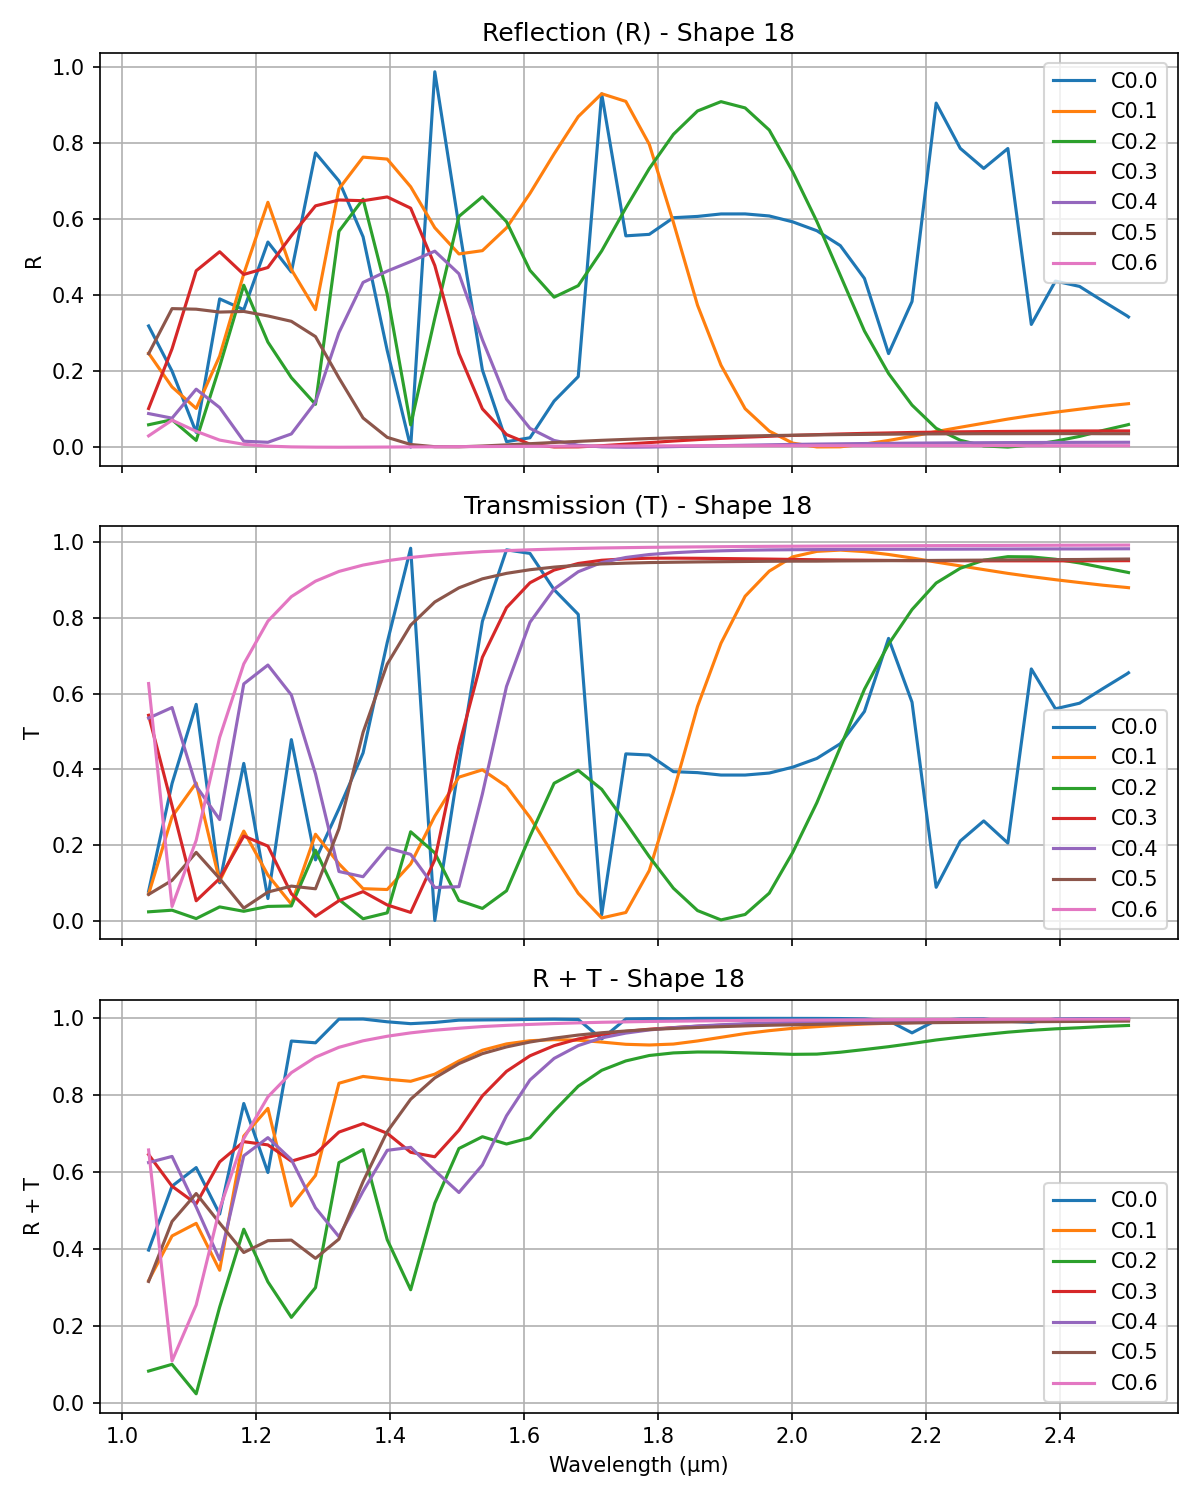 Reflection (R) - Shape 18
1.0
0.8
0.6
0.4
0.2
0.0
R
C0.0
C0.1
C0.2
C0.3
C0.4
C0.5
C0.6
Transmission (T) - Shape 18
1.0
0.8
0.6
0.4
0.2
0.0
T
C0.0
C0.1
C0.2
C0.3
C0.4
C0.5
C0.6
R + T - Shape 18
1.0
0.8
0.6
0.4
0.2
0.0
R + T
C0.0
C0.1
C0.2
C0.3
C0.4
C0.5
C0.6
1.0 1.2 1.4 1.6 1.8 2.0 2.2 2.4
Wavelength (μm)